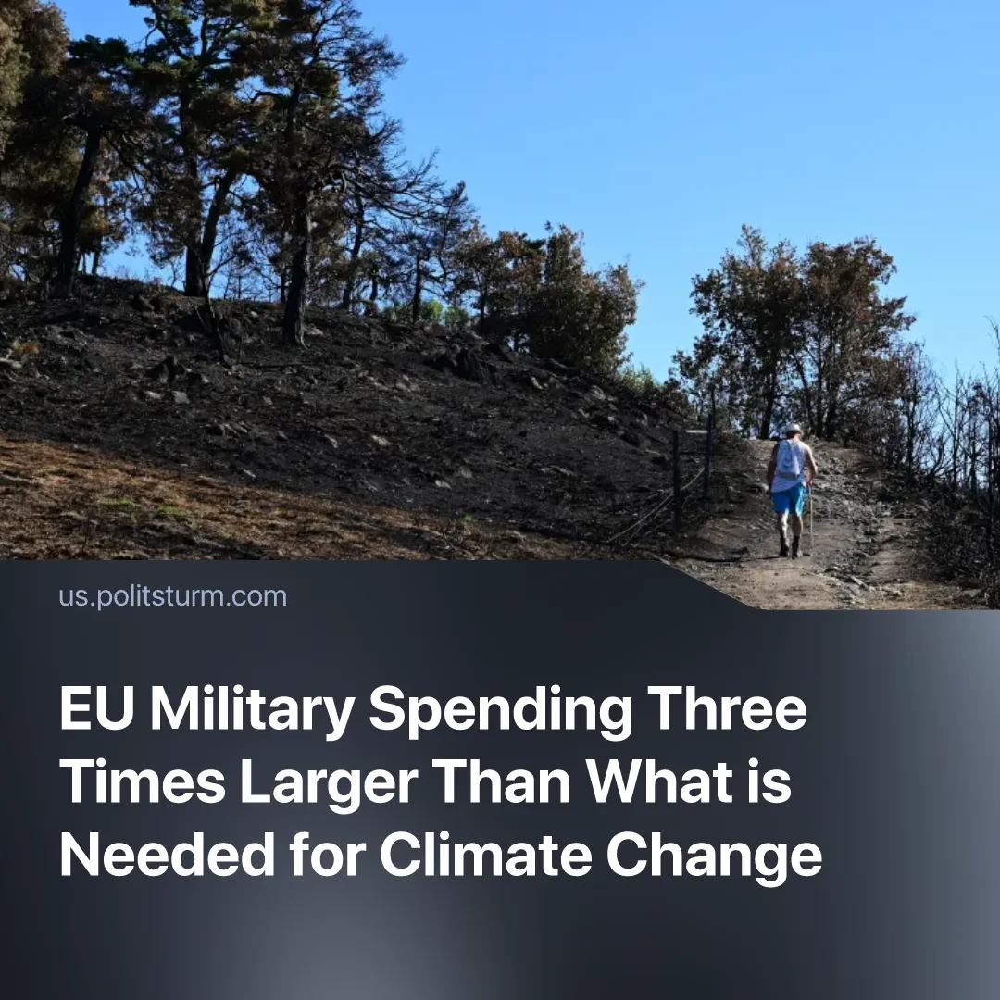 us.politsturm.com
EU Military Spending Three
Times Larger Than What is
Needed for Climate Change